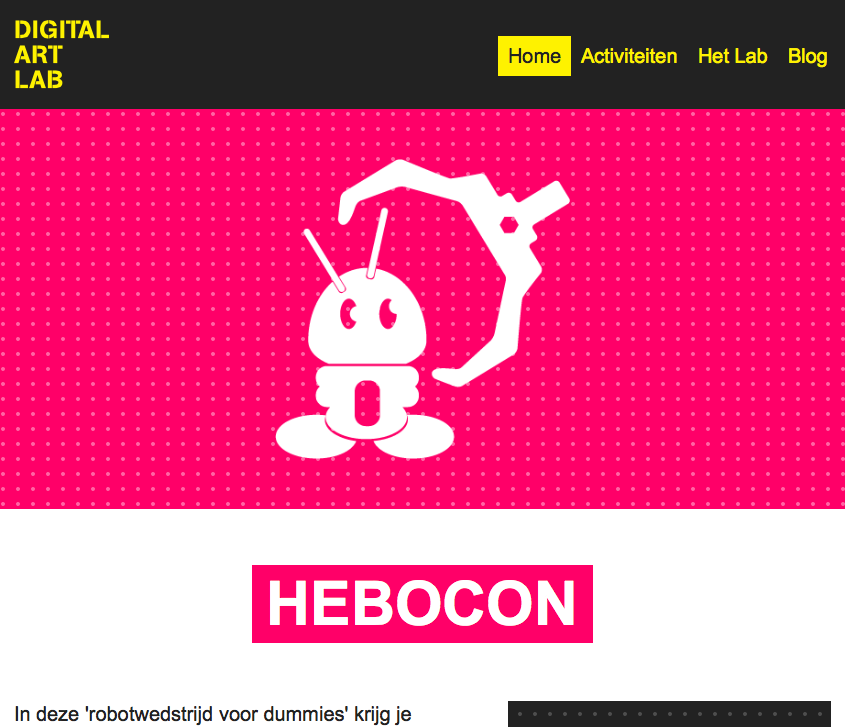 DIGITAL
ART
LAB
Home Activiteiten Het Lab Blog
HEBOCON
In deze 'robotwedstrijd voor dummies' krijg je